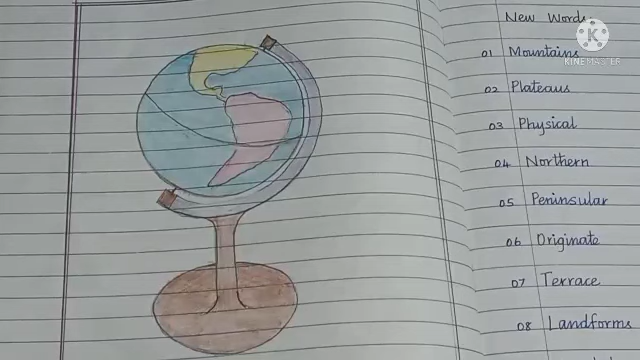 New Words
01 Mountains
KINEMASTER
02 Plateaus
03 Physical
04 Northern
05 Peninsular
06 Originate
07 Terrace
08 Landforms